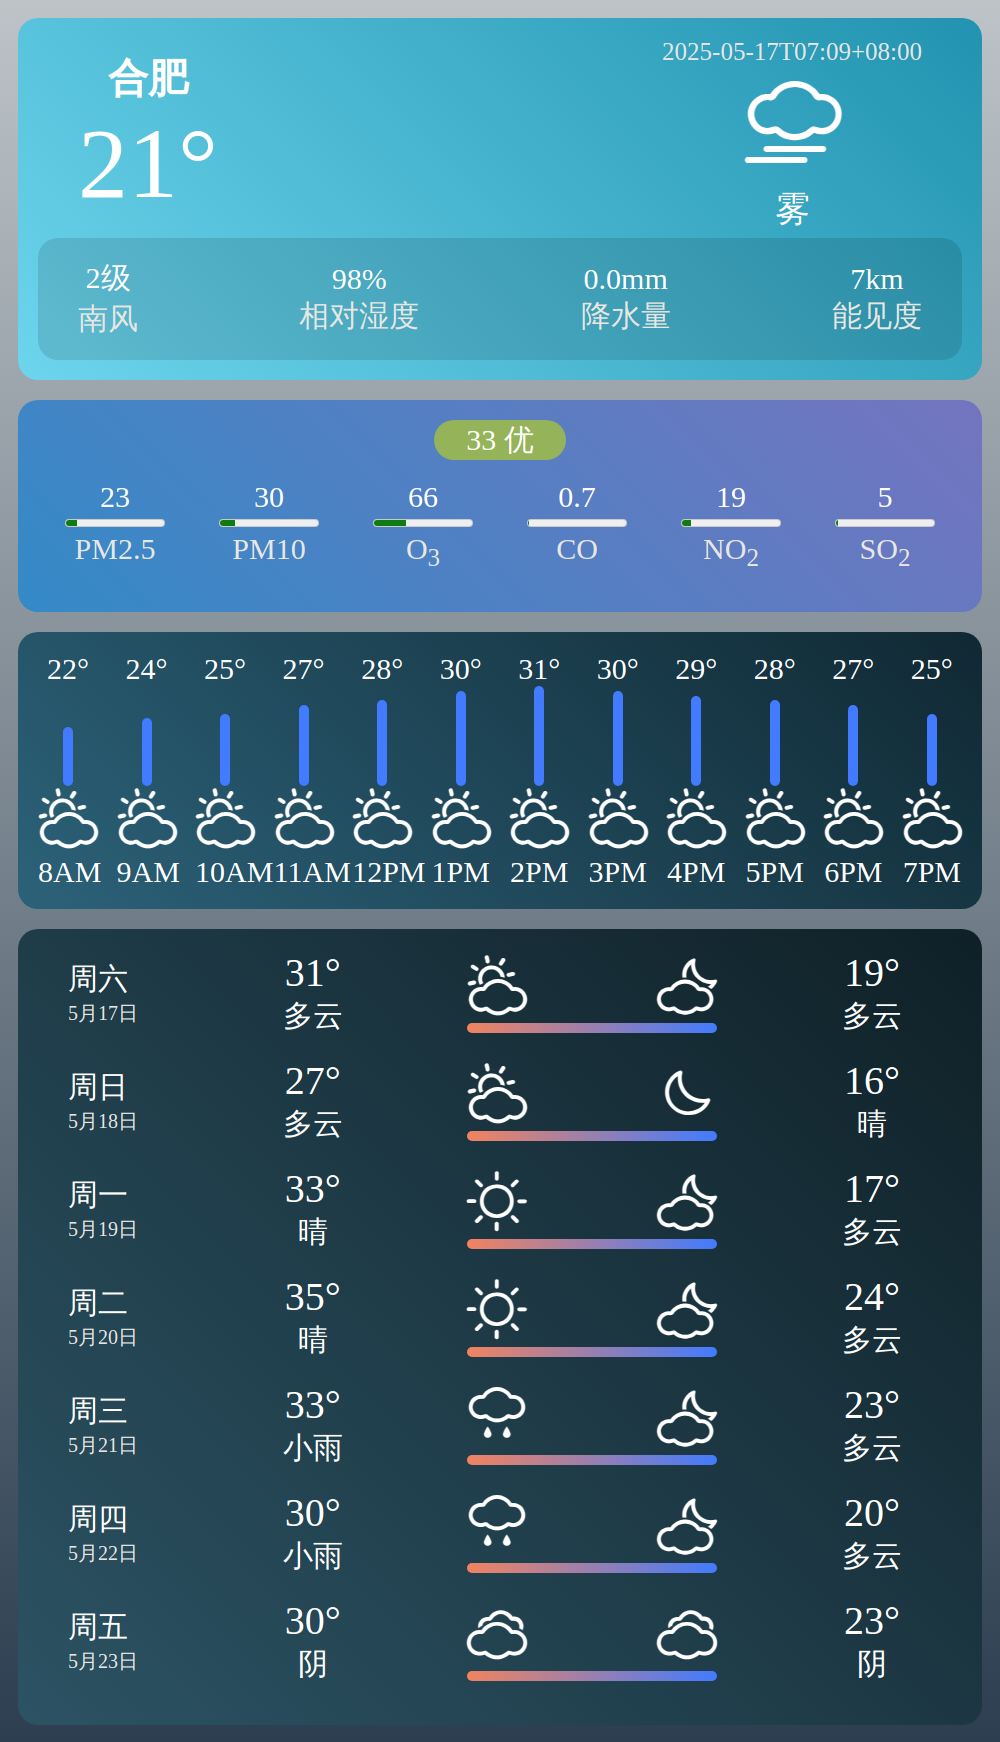 合肥
21°
2025-05-17T07:09+08:00
雾
2级 98% 0.0mm 7km
南风 相对湿度 降水量 能见度
33 优
23 30 66 0.7 19 5
PM2.5 PM10 O3 CO NO2 SO2
22° 24° 25° 27° 28° 30° 31° 30° 29° 28° 27° 25°
8AM 9AM 10AM 11AM 12PM 1PM 2PM 3PM 4PM 5PM 6PM 7PM
周六 31° 19°
5月17日 多云 多云
周日 27° 16°
5月18日 多云 晴
周一 33° 17°
5月19日 晴 多云
周二 35° 24°
5月20日 晴 多云
周三 33° 23°
5月21日 小雨 多云
周四 30° 20°
5月22日 小雨 多云
周五 30° 23°
5月23日 阴 阴